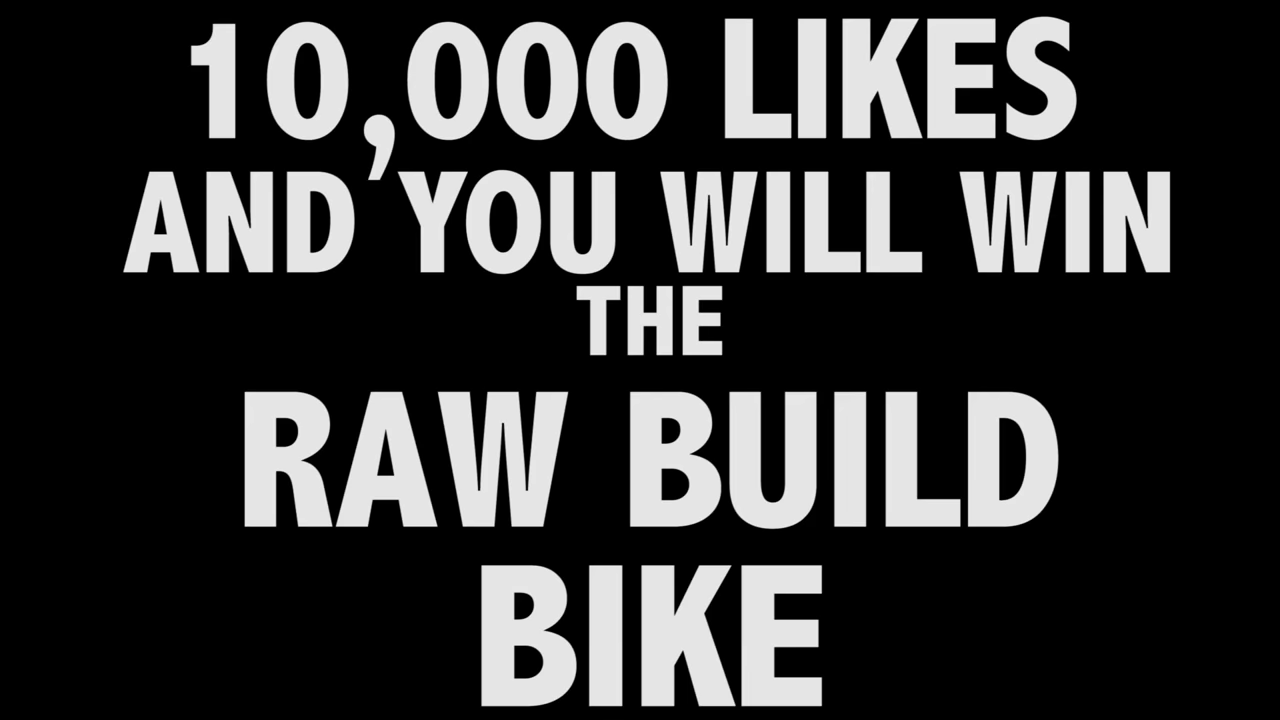 10,000 LIKES
AND YOU WILL WIN
THE
RAW BUILD
BIKE